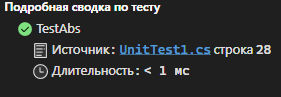 Подробная сводка по тесту
TestAbs
Источник: UnitTest1.cs строка 28
Длительность: < 1 мс